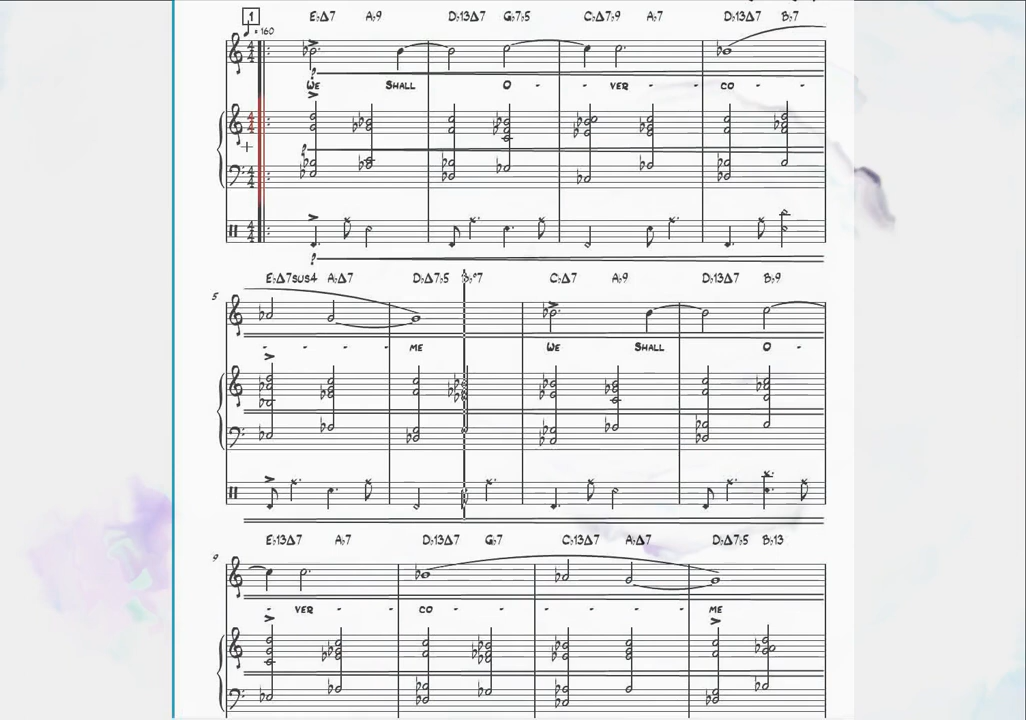 1
= 160
E♭Δ7 A♭9 D♭13Δ7 G♭7♭5 C♭Δ7♭9 A♭7 D♭13Δ7 B♭7
WE SHALL O - - VER - - CO - -
5
E♭Δ7SUS4 A♭Δ7 D♭Δ7♭5 C♭Δ7 A♭9 D♭13Δ7 B♭9
- - - - ME WE SHALL O -
9
E♭13Δ7 A♭7 D♭13Δ7 G♭7 C♭13Δ7 A♭Δ7 D♭Δ7♭5 B♭13
- VER - - CO - - - - - ME